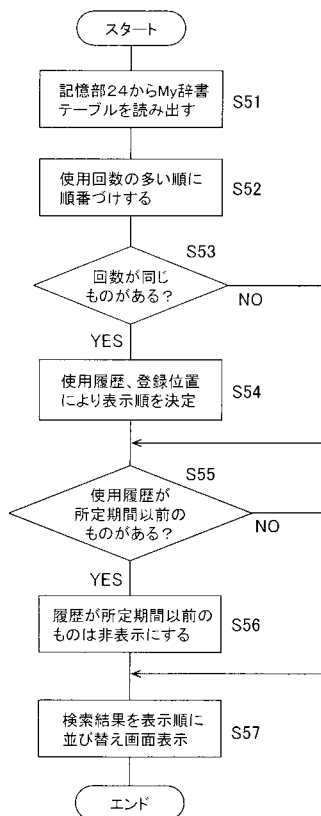 スタート
記憶部24からMy辞書
テーブルを読み出す
S51
使用回数の多い順に
順番づけする
S52
S53
回数が同じ
ものがある?
NO
YES
使用履歴、登録位置
により表示順を決定
S54
S55
使用履歴が
所定期間以前の
ものがある?
NO
YES
履歴が所定期間以前の
ものは非表示にする
S56
検索結果を表示順に
並び替え画面表示
S57
エンド